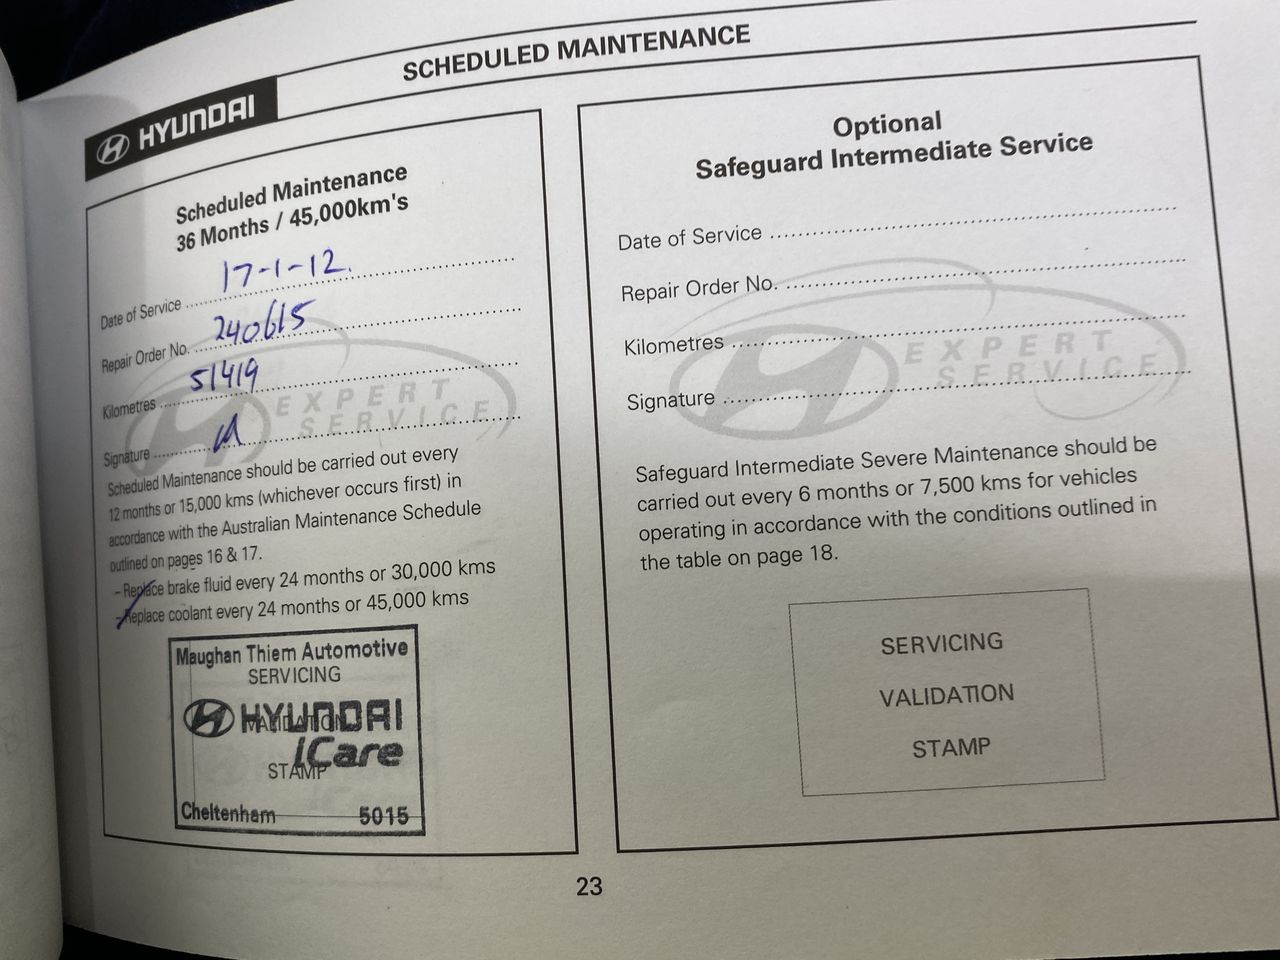 SCHEDULED MAINTENANCE
HYUNDAI
Scheduled Maintenance
36 Months / 45,000km's
Date of Service 17-1-12.
Repair Order No. 240615
Kilometres 51419
Signature
EXPERT
SERVICE
Scheduled Maintenance should be carried out every
12 months or 15,000 kms (whichever occurs first) in
accordance with the Australian Maintenance Schedule
outlined on pages 16 & 17.
– Replace brake fluid every 24 months or 30,000 kms
– Replace coolant every 24 months or 45,000 kms
Maughan Thiem Automotive
SERVICING
HYUNDAI
VALIDATION
iCare
STAMP
Cheltenham 5015
Optional
Safeguard Intermediate Service
Date of Service
Repair Order No.
Kilometres
Signature
EXPERT
SERVICE
Safeguard Intermediate Severe Maintenance should be
carried out every 6 months or 7,500 kms for vehicles
operating in accordance with the conditions outlined in
the table on page 18.
SERVICING
VALIDATION
STAMP
23